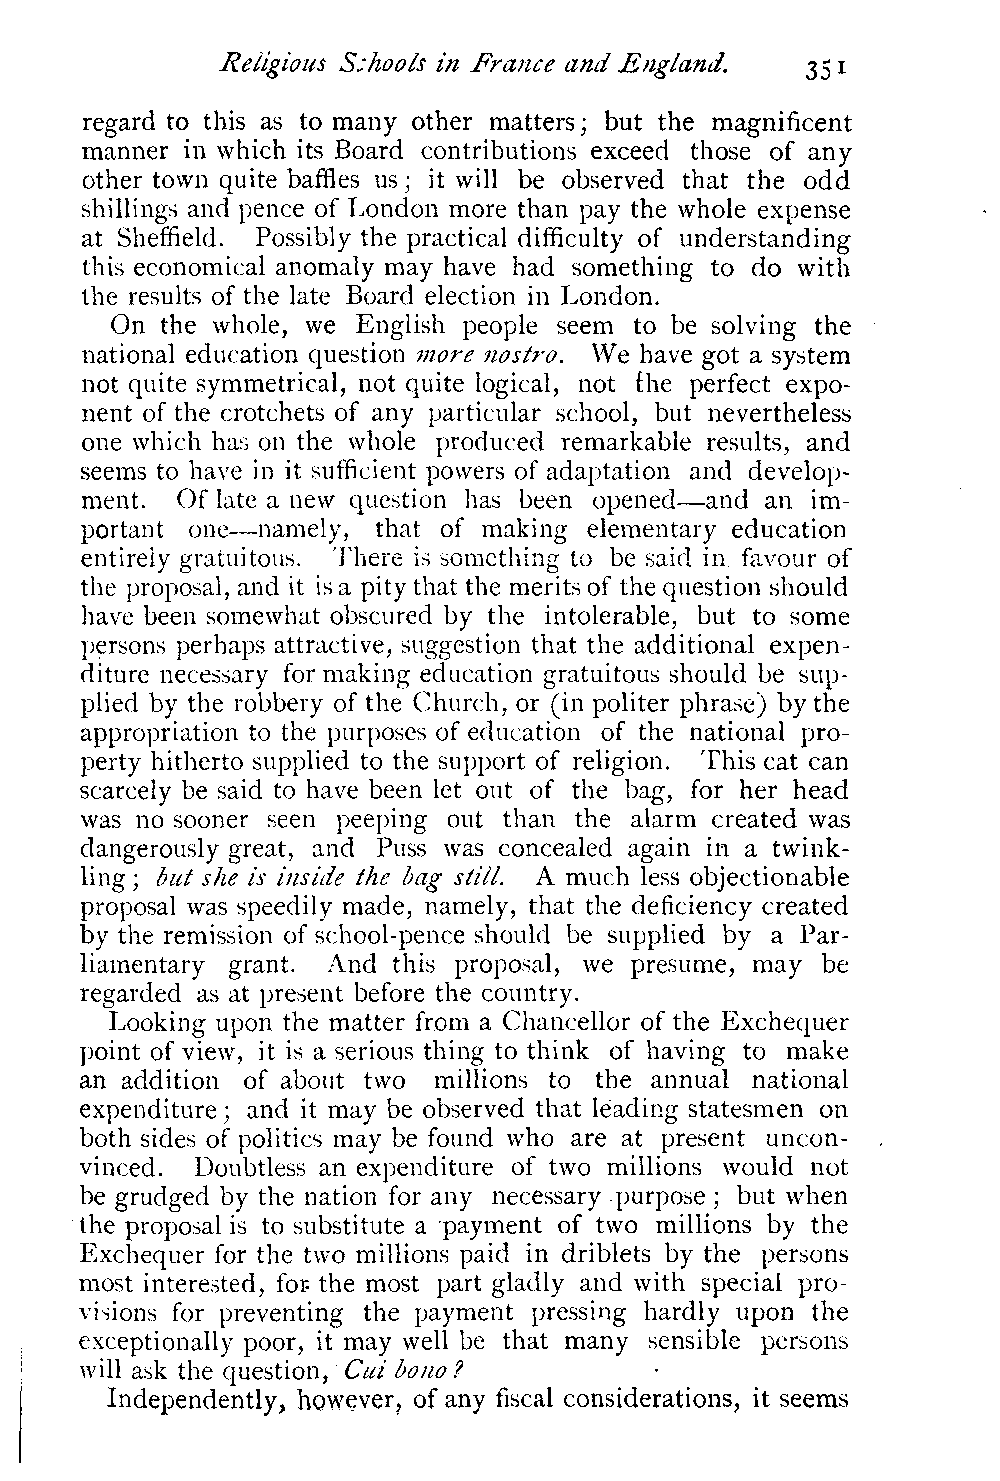 Religious Schools in France and England. 351
regard to this as to many other matters; but the magnificent
manner in which its Board contributions exceed those of any
other town quite baffles us; it will be observed that the odd
shillings and pence of London more than pay the whole expense
at Sheffield. Possibly the practical difficulty of understanding
this economical anomaly may have had something to do with
the results of the late Board election in London.
On the whole, we English people seem to be solving the
national education question more nostro. We have got a system
not quite symmetrical, not quite logical, not the perfect expo-
nent of the crotchets of any particular school, but nevertheless
one which has on the whole produced remarkable results, and
seems to have in it sufficient powers of adaptation and develop-
ment. Of late a new question has been opened—and an im-
portant one—namely, that of making elementary education
entirely gratuitous. There is something to be said in favour of
the proposal, and it is a pity that the merits of the question should
have been somewhat obscured by the intolerable, but to some
persons perhaps attractive, suggestion that the additional expen-
diture necessary for making education gratuitous should be sup-
plied by the robbery of the Church, or (in politer phrase) by the
appropriation to the purposes of education of the national pro-
perty hitherto supplied to the support of religion. This cat can
scarcely be said to have been let out of the bag, for her head
was no sooner seen peeping out than the alarm created was
dangerously great, and Puss was concealed again in a twink-
ling; but she is inside the bag still. A much less objectionable
proposal was speedily made, namely, that the deficiency created
by the remission of school-pence should be supplied by a Par-
liamentary grant. And this proposal, we presume, may be
regarded as at present before the country.
Looking upon the matter from a Chancellor of the Exchequer
point of view, it is a serious thing to think of having to make
an addition of about two millions to the annual national
expenditure; and it may be observed that leading statesmen on
both sides of politics may be found who are at present uncon-
vinced. Doubtless an expenditure of two millions would not
be grudged by the nation for any necessary purpose; but when
the proposal is to substitute a payment of two millions by the
Exchequer for the two millions paid in driblets by the persons
most interested, for the most part gladly and with special pro-
visions for preventing the payment pressing hardly upon the
exceptionally poor, it may well be that many sensible persons
will ask the question, Cui bono?
Independently, however, of any fiscal considerations, it seems